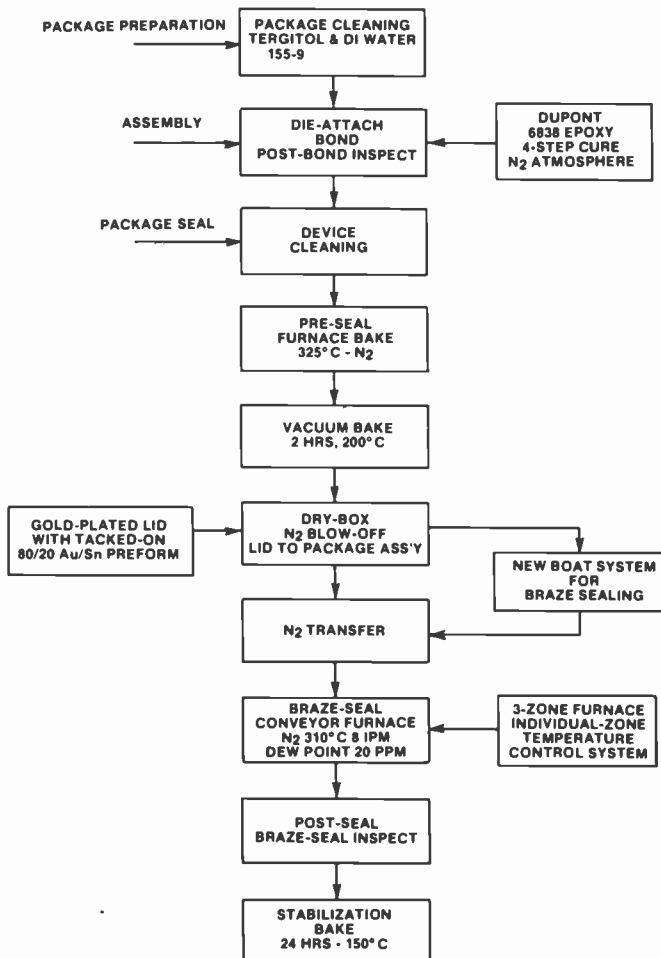 PACKAGE PREPARATION
PACKAGE CLEANING
TERGITOL & DI WATER
155-9
ASSEMBLY
DIE-ATTACH
BOND
POST-BOND INSPECT
DUPONT
6838 EPOXY
4-STEP CURE
N2 ATMOSPHERE
PACKAGE SEAL
DEVICE
CLEANING
PRE-SEAL
FURNACE BAKE
325°C - N2
VACUUM BAKE
2 HRS, 200°C
GOLD-PLATED LID
WITH TACKED-ON
80/20 Au/Sn PREFORM
DRY-BOX
N2 BLOW-OFF
LID TO PACKAGE ASS'Y
NEW BOAT SYSTEM
FOR
BRAZE SEALING
N2 TRANSFER
BRAZE-SEAL
CONVEYOR FURNACE
N2 310°C 8 IPM
DEW POINT 20 PPM
3-ZONE FURNACE
INDIVIDUAL-ZONE
TEMPERATURE
CONTROL SYSTEM
POST-SEAL
BRAZE-SEAL INSPECT
STABILIZATION
BAKE
24 HRS - 150°C